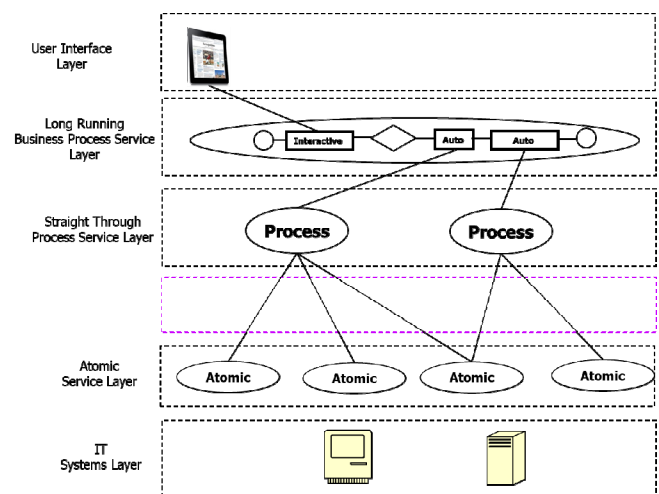 User Interface
Layer
Long Running
Business Process Service
Layer
Interactive
Auto
Auto
Straight Through
Process Service Layer
Process
Process
Atomic
Service Layer
Atomic
Atomic
Atomic
Atomic
IT
Systems Layer